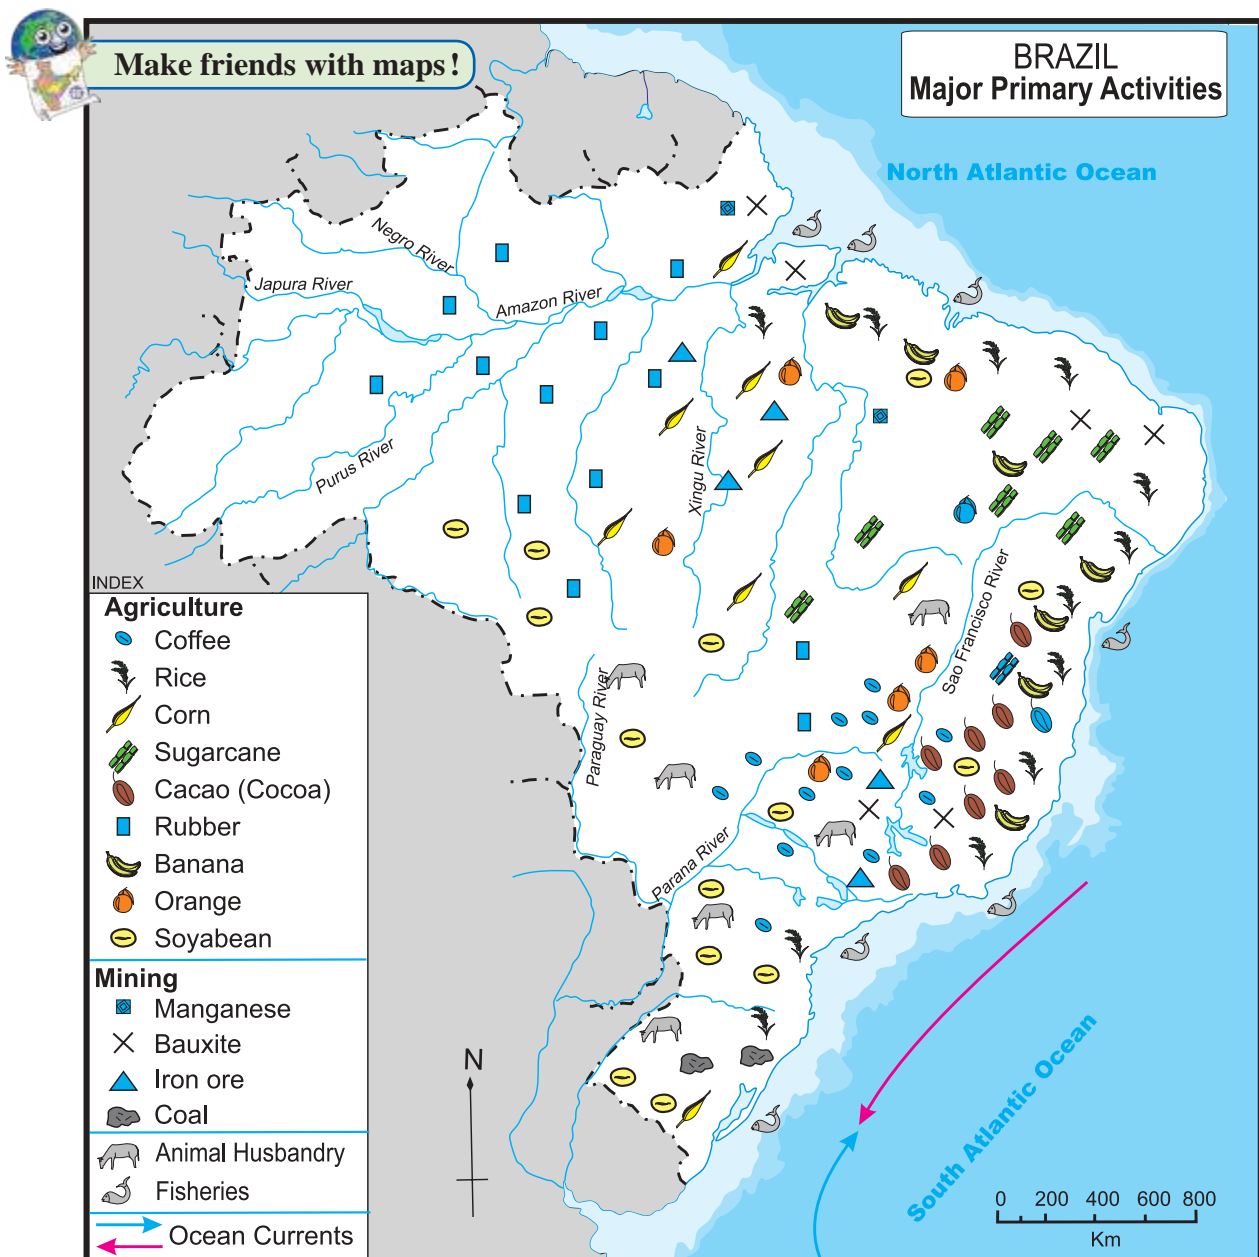 Make friends with maps!
BRAZIL
Major Primary Activities
North Atlantic Ocean
Negro River
Japura River
Amazon River
Purus River
Xingu River
Sao Francisco River
Paraguay River
Parana River
South Atlantic Ocean
INDEX
Agriculture
Coffee
Rice
Corn
Sugarcane
Cacao (Cocoa)
Rubber
Banana
Orange
Soyabean
Mining
Manganese
Bauxite
Iron ore
Coal
Animal Husbandry
Fisheries
Ocean Currents
N
0 200 400 600 800
Km